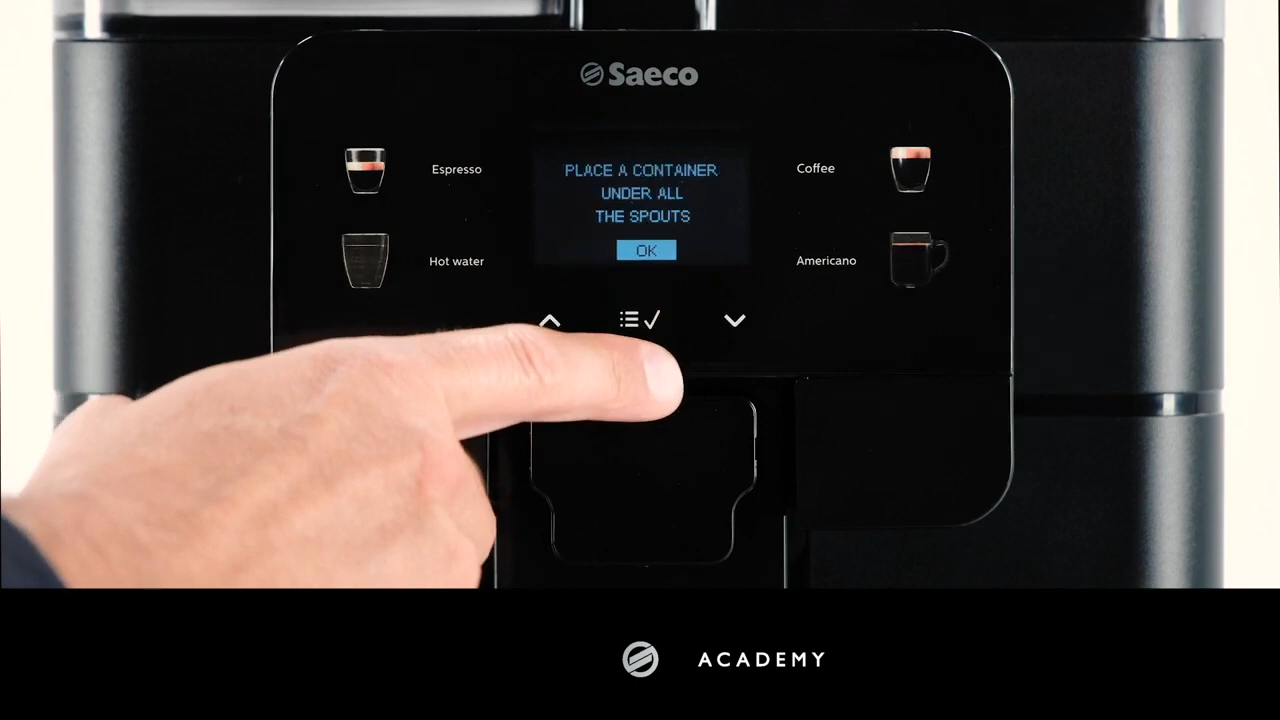 Saeco
Espresso
Hot water
PLACE A CONTAINER
UNDER ALL
THE SPOUTS
OK
Coffee
Americano
ACADEMY